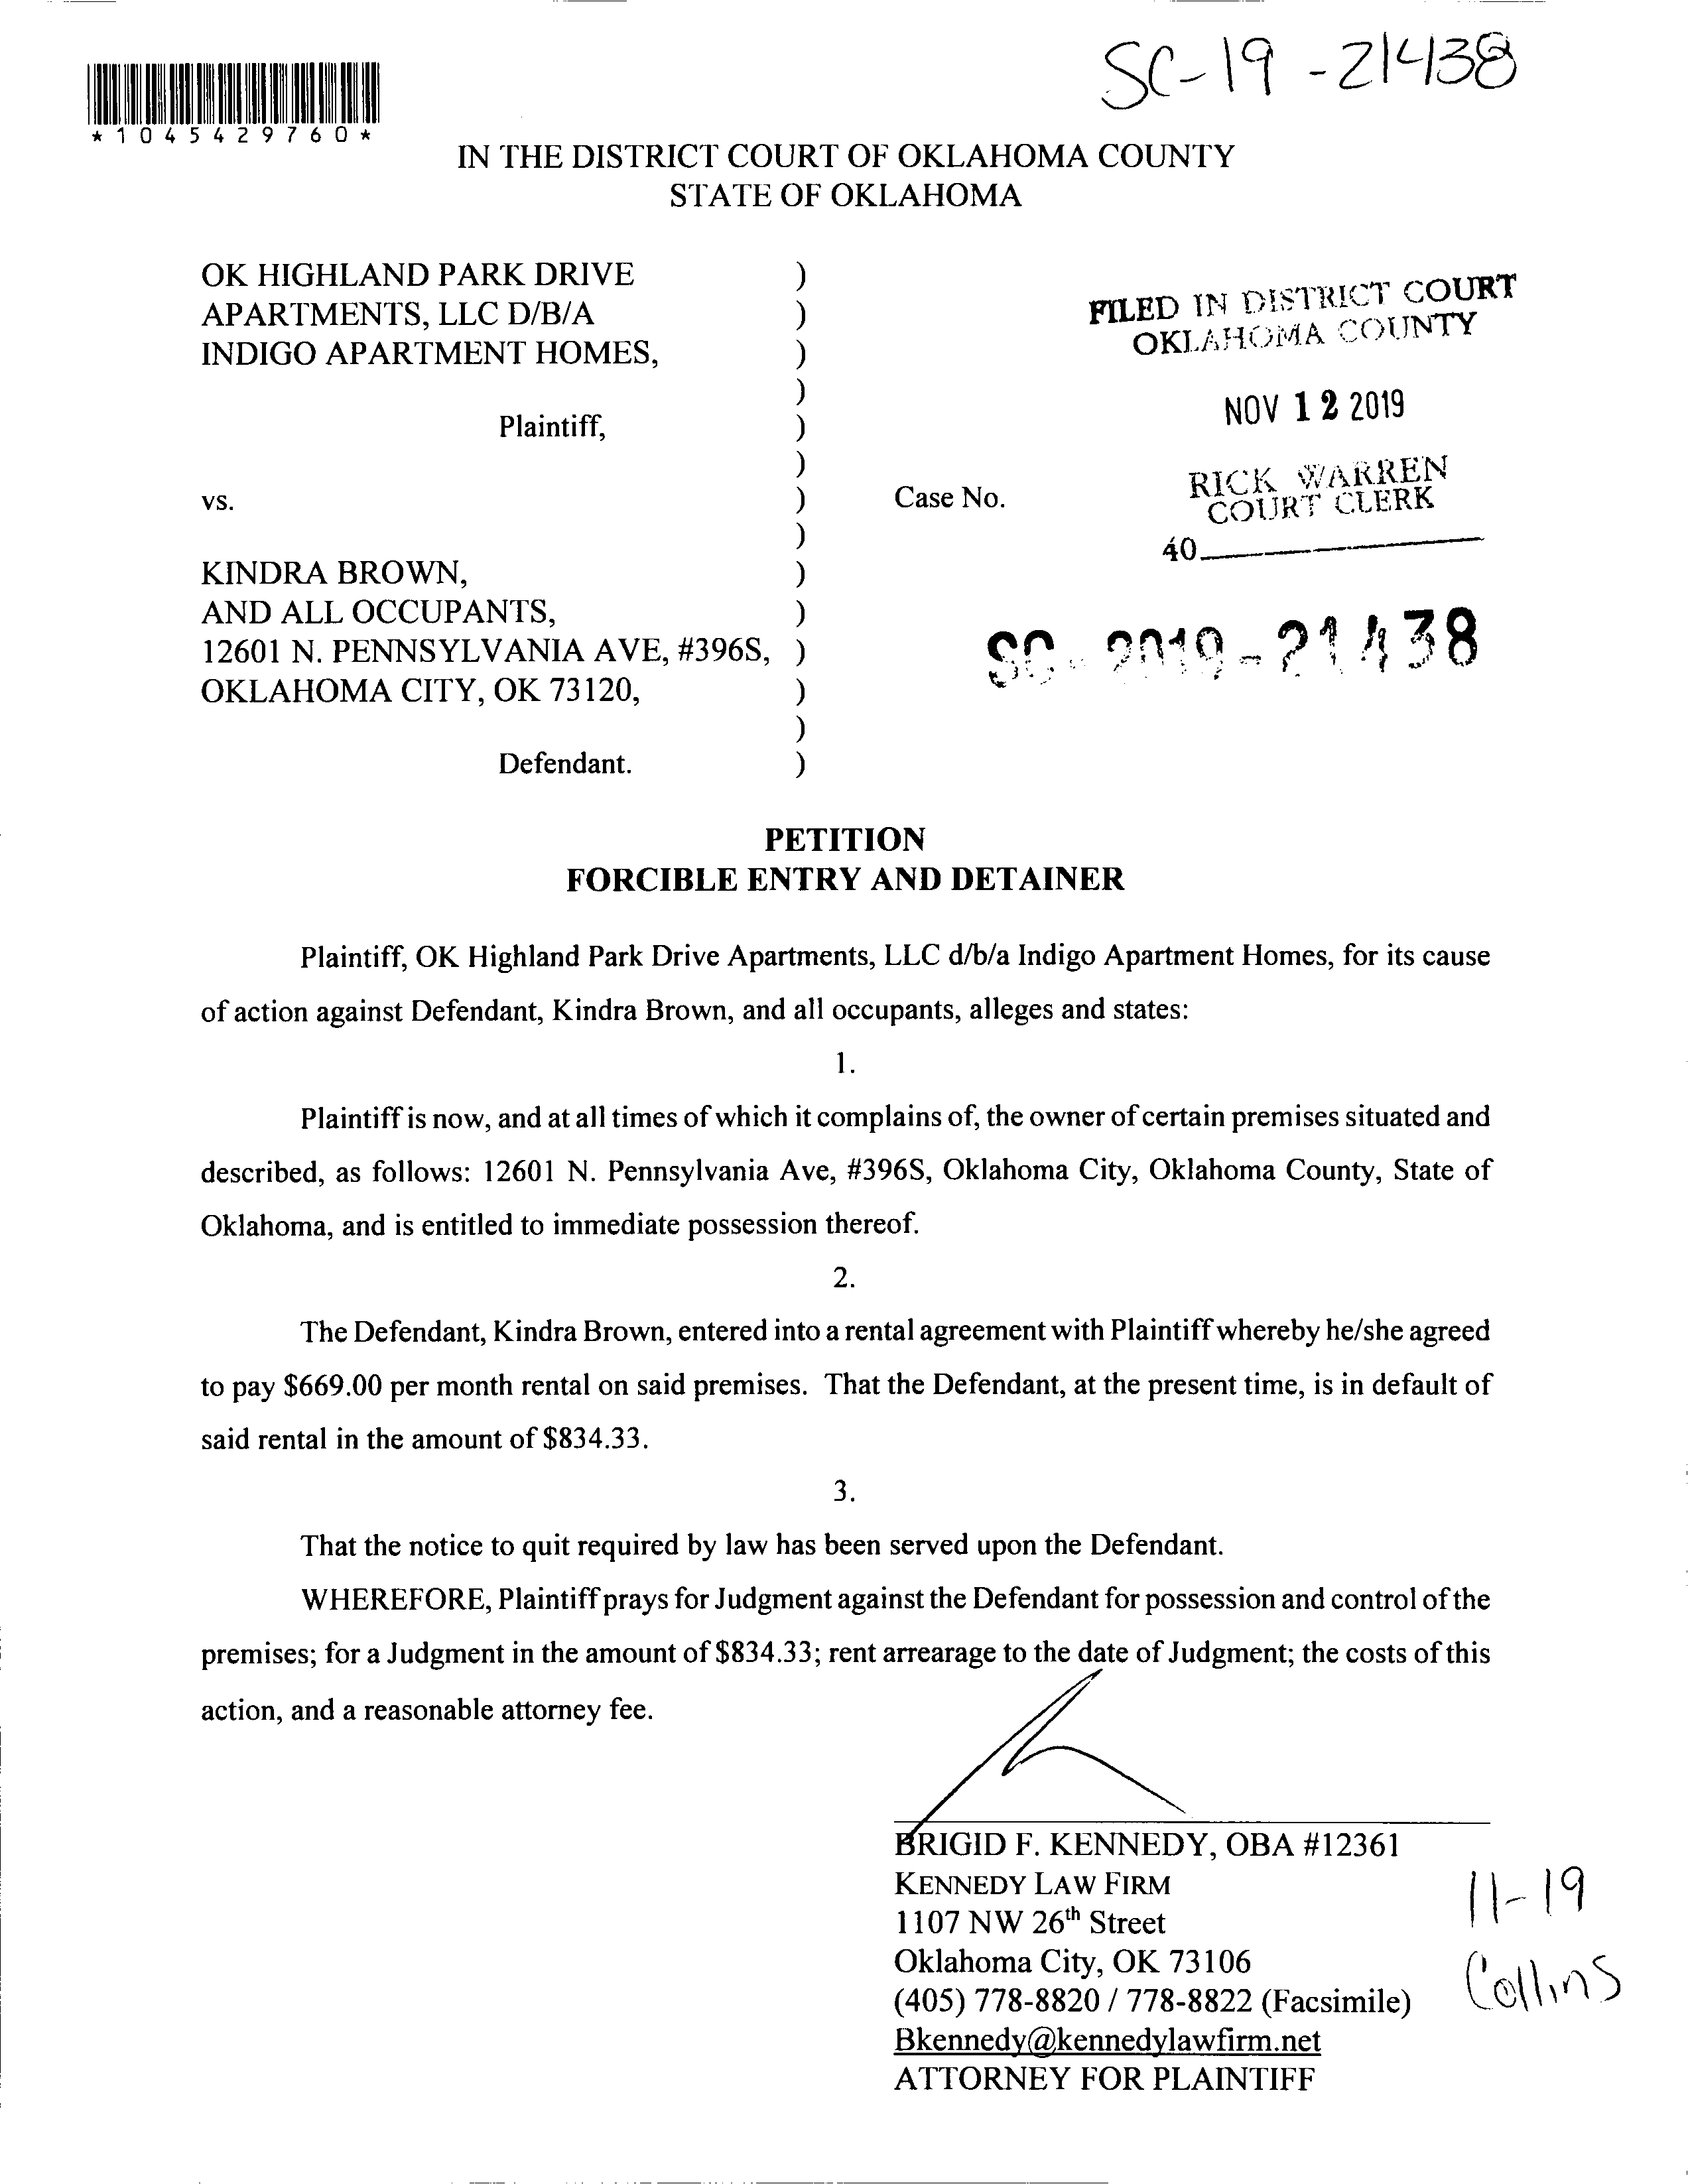 SC-19-21438
*1045429760*
IN THE DISTRICT COURT OF OKLAHOMA COUNTY
STATE OF OKLAHOMA
OK HIGHLAND PARK DRIVE )
APARTMENTS, LLC D/B/A )
INDIGO APARTMENT HOMES, )
)
Plaintiff, )
)
vs. ) Case No.
)
KINDRA BROWN, )
AND ALL OCCUPANTS, )
12601 N. PENNSYLVANIA AVE, #396S, )
OKLAHOMA CITY, OK 73120, )
)
Defendant. )
FILED IN DISTRICT COURT
OKLAHOMA COUNTY
NOV 12 2019
RICK WARREN
COURT CLERK
40
SC-2019-21438
PETITION
FORCIBLE ENTRY AND DETAINER
Plaintiff, OK Highland Park Drive Apartments, LLC d/b/a Indigo Apartment Homes, for its cause
of action against Defendant, Kindra Brown, and all occupants, alleges and states:
1.
Plaintiff is now, and at all times of which it complains of, the owner of certain premises situated and
described, as follows: 12601 N. Pennsylvania Ave, #396S, Oklahoma City, Oklahoma County, State of
Oklahoma, and is entitled to immediate possession thereof.
2.
The Defendant, Kindra Brown, entered into a rental agreement with Plaintiff whereby he/she agreed
to pay $669.00 per month rental on said premises. That the Defendant, at the present time, is in default of
said rental in the amount of $834.33.
3.
That the notice to quit required by law has been served upon the Defendant.
WHEREFORE, Plaintiff prays for Judgment against the Defendant for possession and control of the
premises; for a Judgment in the amount of $834.33; rent arrearage to the date of Judgment; the costs of this
action, and a reasonable attorney fee.
BRIGID F. KENNEDY, OBA #12361
KENNEDY LAW FIRM
1107 NW 26th Street
Oklahoma City, OK 73106
(405) 778-8820 / 778-8822 (Facsimile)
Bkennedy@kennedylawfirm.net
ATTORNEY FOR PLAINTIFF
11-19
Collins